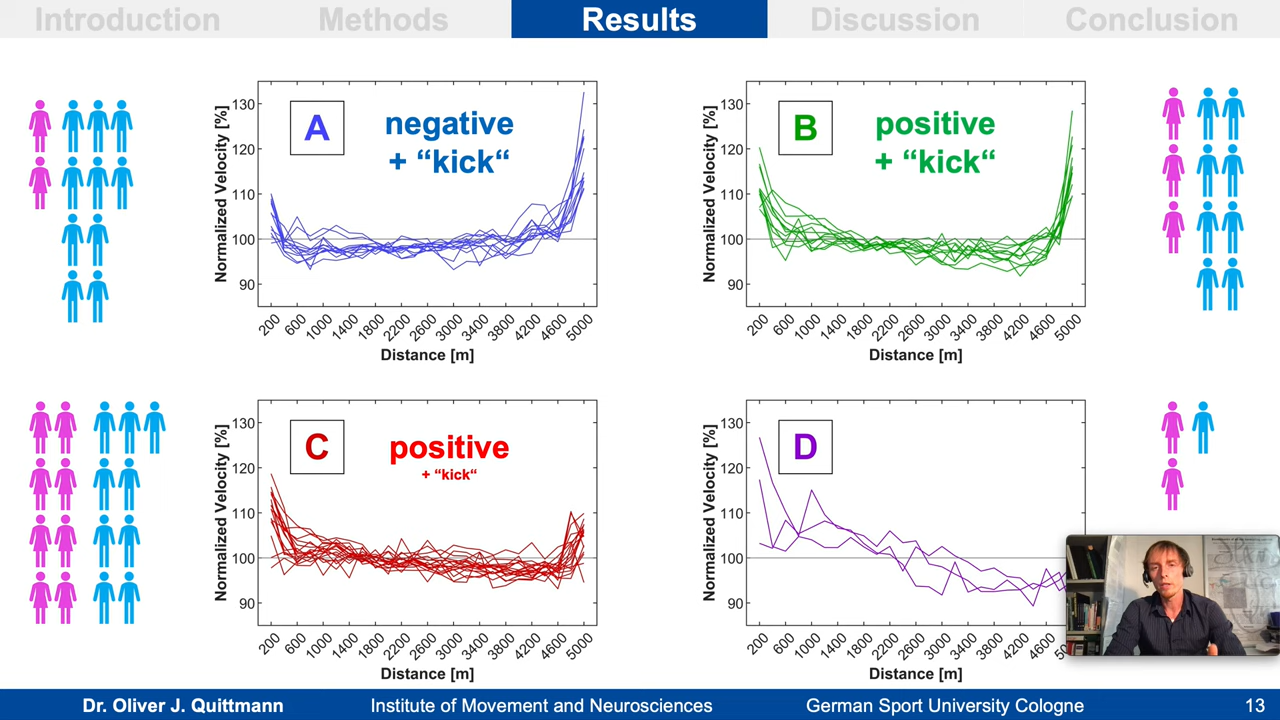 Introduction Methods Results Discussion Conclusion
A
negative
+ “kick“
Normalized Velocity [%]
130
120
110
100
90
200 600 1000 1400 1800 2200 2600 3000 3400 3800 4200 4600 5000
Distance [m]
B
positive
+ “kick“
Normalized Velocity [%]
130
120
110
100
90
200 600 1000 1400 1800 2200 2600 3000 3400 3800 4200 4600 5000
Distance [m]
C
positive
+ “kick“
Normalized Velocity [%]
130
120
110
100
90
200 600 1000 1400 1800 2200 2600 3000 3400 3800 4200 4600 5000
Distance [m]
D
Normalized Velocity [%]
130
120
110
100
90
200 600 1000 1400 1800 2200 2600 3000 3400 3800 4200 4600 5000
Distance [m]
Dr. Oliver J. Quittmann Institute of Movement and Neurosciences German Sport University Cologne 13